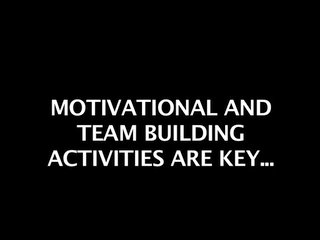 MOTIVATIONAL AND
TEAM BUILDING
ACTIVITIES ARE KEY...